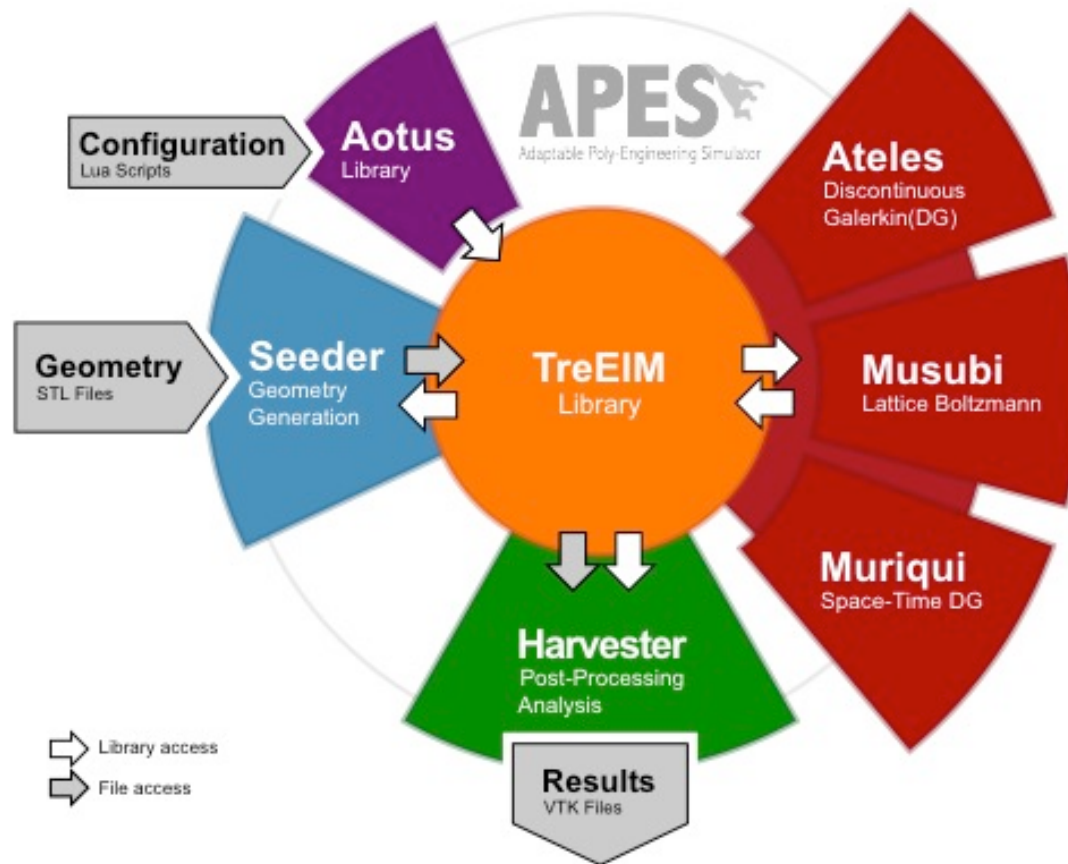 APES
Adaptable Poly-Engineering Simulator
Configuration
Lua Scripts
Aotus
Library
Ateles
Discontinuous
Galerkin(DG)
Geometry
STL Files
Seeder
Geometry
Generation
TreEIM
Library
Musubi
Lattice Boltzmann
Muriqui
Space-Time DG
Harvester
Post-Processing
Analysis
Library access
File access
Results
VTK Files